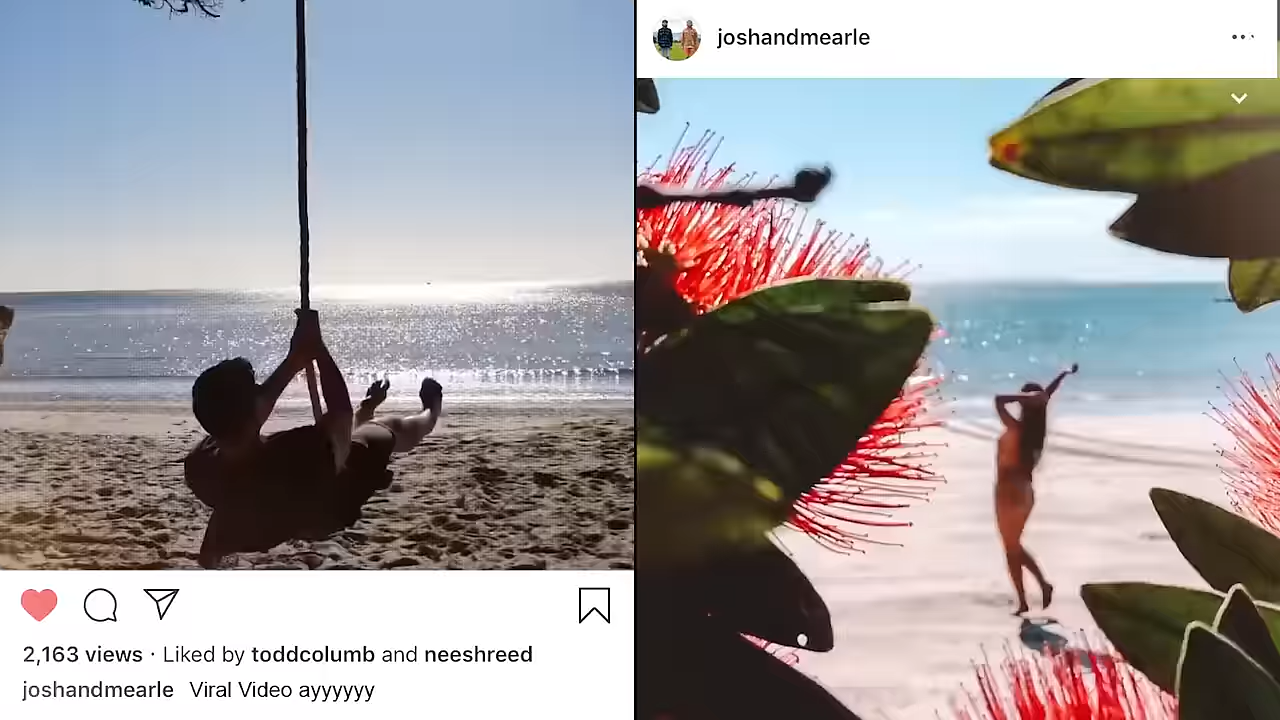 2,163 views · Liked by toddcolumb and neeshreed
joshandmearle Viral Video ayyyyyy
joshandmearle